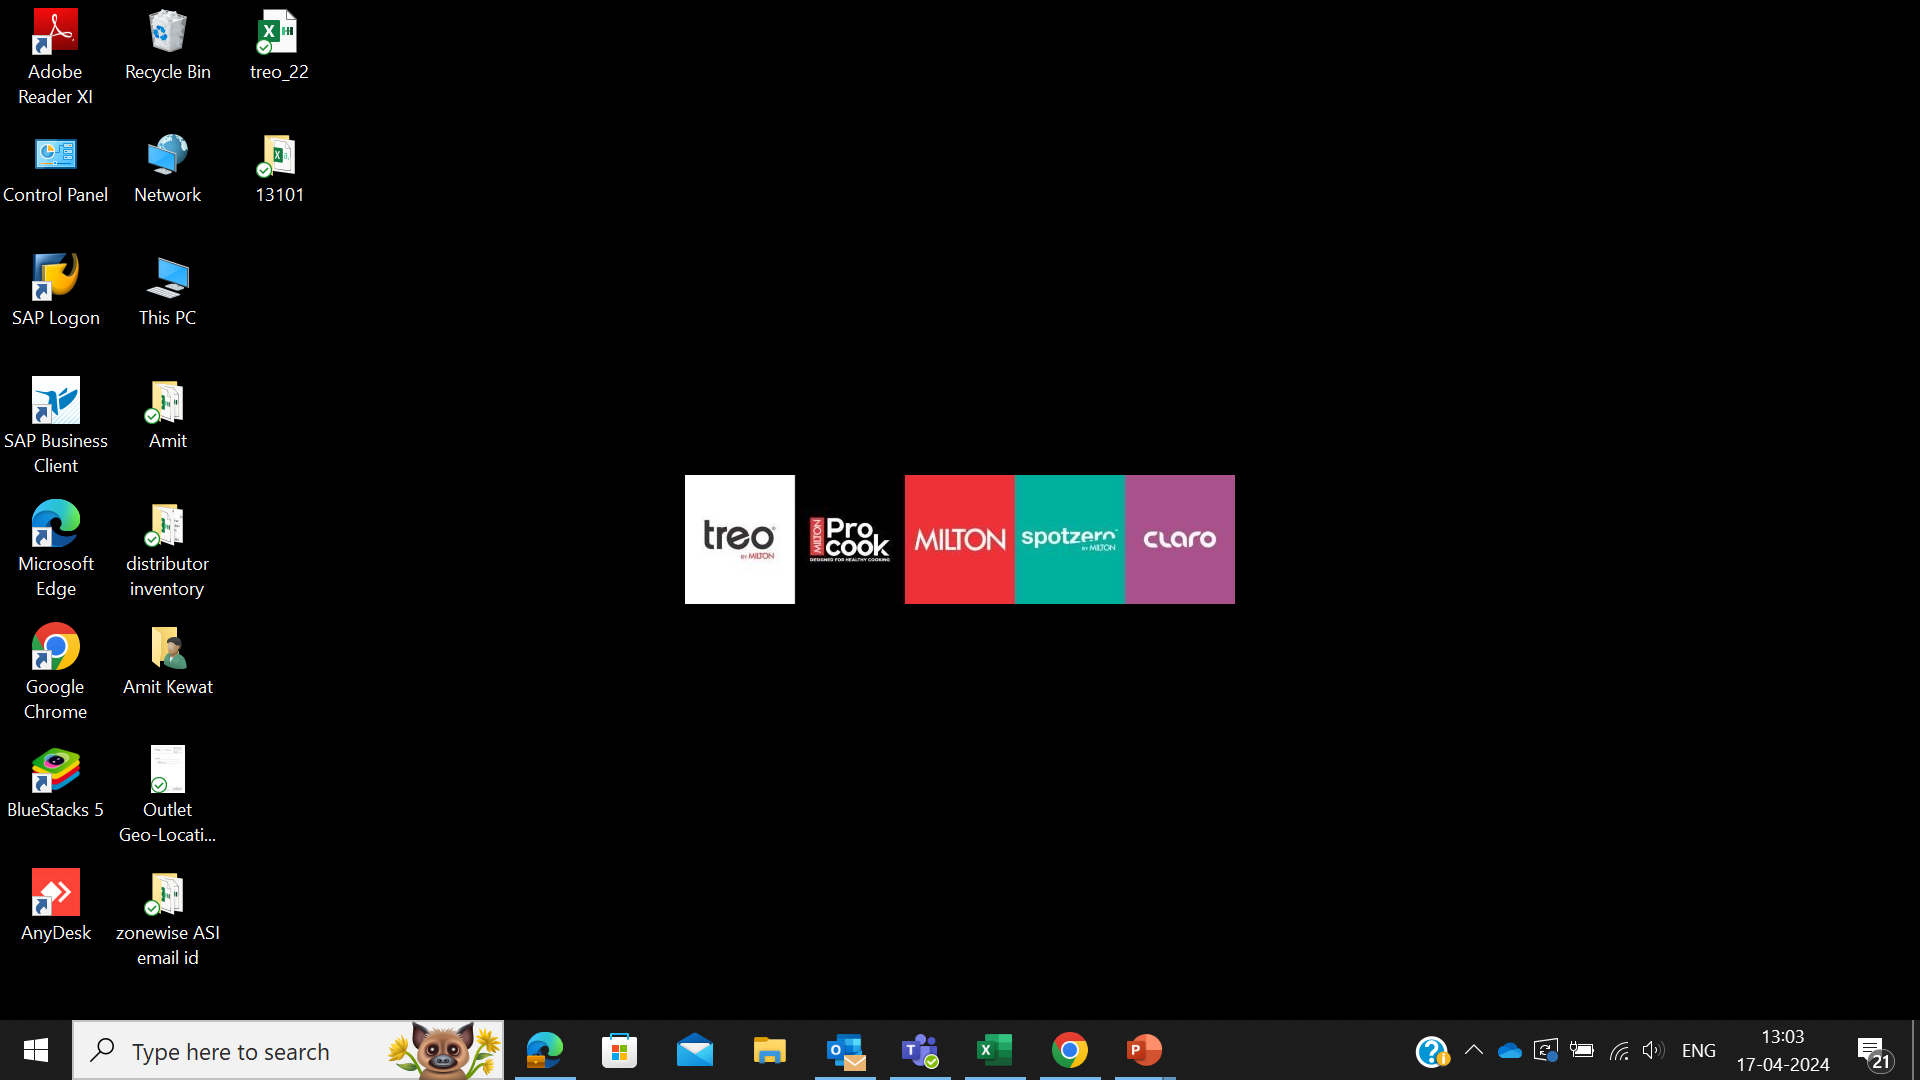 Adobe
Reader XI
Recycle Bin
treo_22
Control Panel
Network
13101
SAP Logon
This PC
SAP Business
Client
Amit
Microsoft
Edge
distributor
inventory
Google
Chrome
Amit Kewat
BlueStacks 5
Outlet
Geo-Locati...
AnyDesk
zonewise ASI
email id
treo
BY MILTON
MILTON
Pro
cook
DESIGNED FOR HEALTHY COOKING
MILTON
spotzero™
BY MILTON
CLARO
Type here to search
ENG
13:03
17-04-2024
21